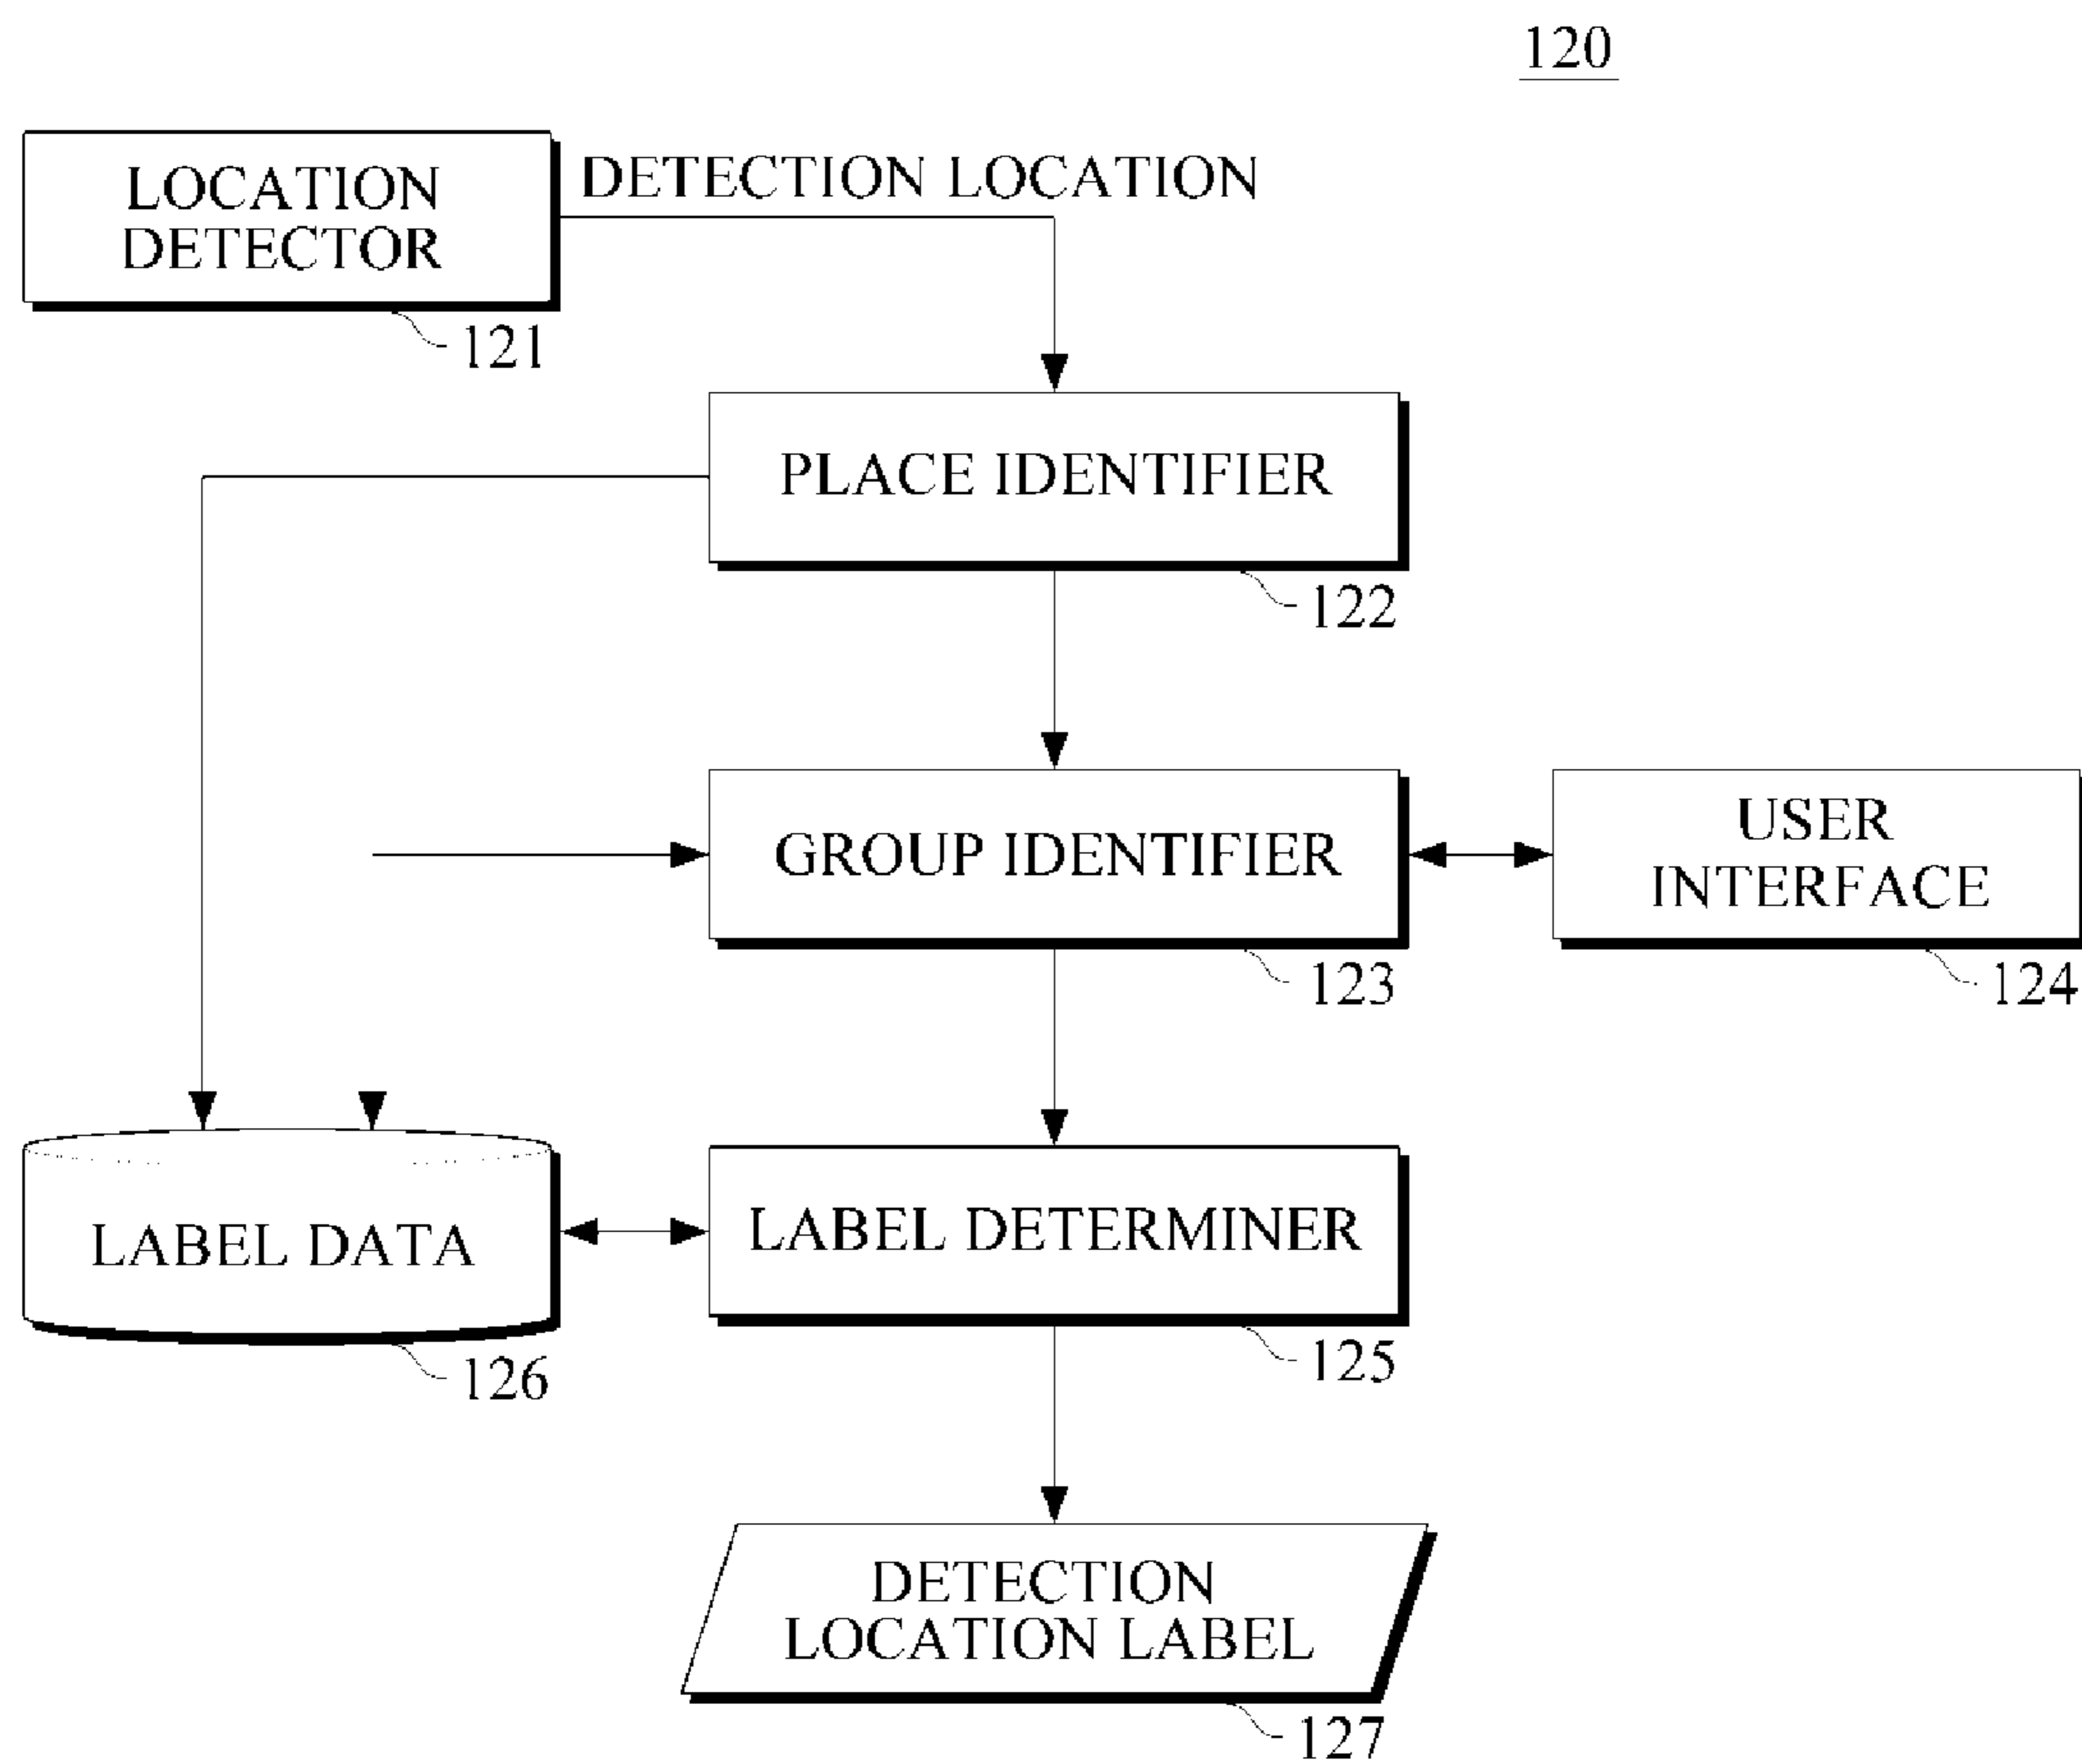 120
LOCATION
DETECTOR
DETECTION LOCATION
121
PLACE IDENTIFIER
122
GROUP IDENTIFIER
123
USER
INTERFACE
124
LABEL DATA
126
LABEL DETERMINER
125
DETECTION
LOCATION LABEL
127